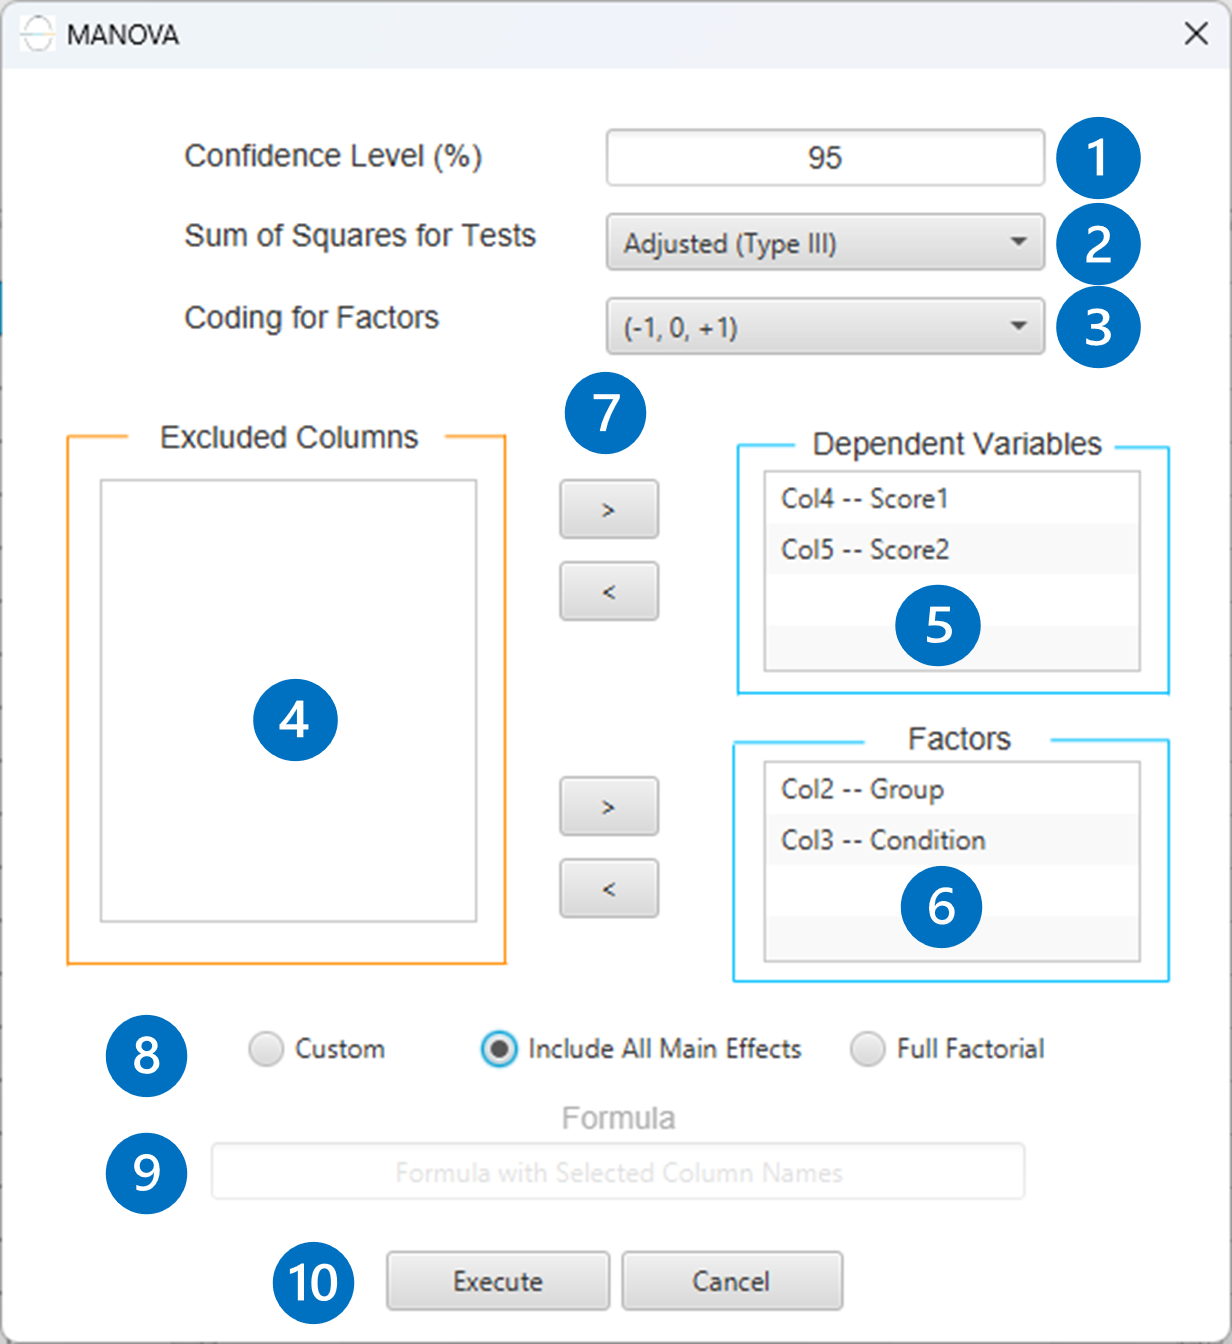 MANOVA
Confidence Level (%)
95
1
Sum of Squares for Tests
Adjusted (Type III)
2
Coding for Factors
(-1, 0, +1)
3
7
Excluded Columns
4
>
<
>
<
Dependent Variables
Col4 -- Score1
Col5 -- Score2
5
Factors
Col2 -- Group
Col3 -- Condition
6
8
Custom
Include All Main Effects
Full Factorial
Formula
9
Formula with Selected Column Names
10
Execute
Cancel